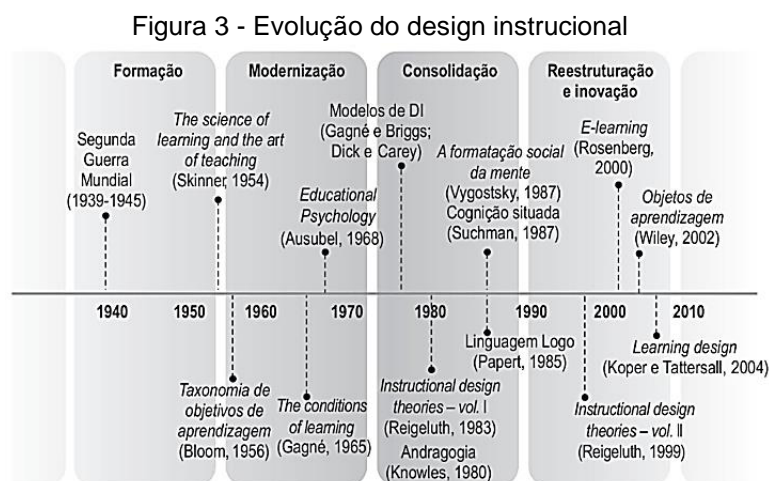 Figura 3 - Evolução do design instrucional
Formação
Modernização
Consolidação
Reestruturação
e inovação
Segunda
Guerra
Mundial
(1939-1945)
The science of
learning and the art
of teaching
(Skinner, 1954)
Educational
Psychology
(Ausubel, 1968)
Modelos de DI
(Gagné e Briggs;
Dick e Carey)
A formatação social
da mente
(Vygostsky, 1987)
Cognição situada
(Suchman, 1987)
E-learning
(Rosenberg,
2000)
Objetos de
aprendizagem
(Wiley, 2002)
1940 1950 1960 1970 1980 1990 2000 2010
Taxonomia de
objetivos de
aprendizagem
(Bloom, 1956)
The conditions
of learning
(Gagné, 1965)
Instructional design
theories – vol. I
(Reigeluth, 1983)
Andragogia
(Knowles, 1980)
Linguagem Logo
(Papert, 1985)
Instructional design
theories – vol. II
(Reigeluth, 1999)
Learning design
(Koper e Tattersall, 2004)